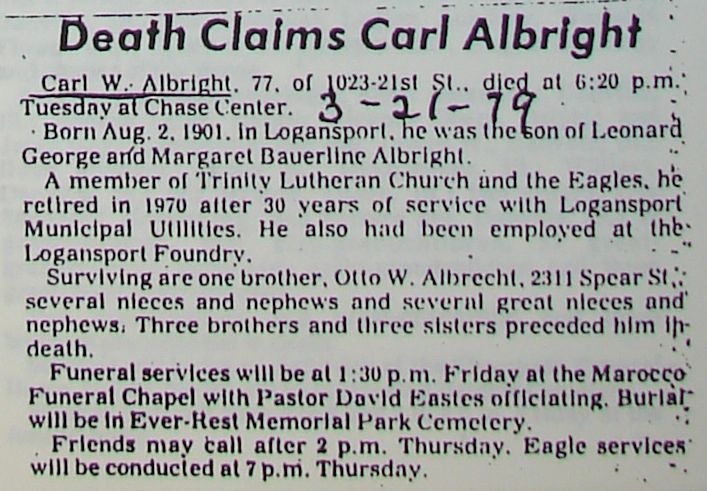 Death Claims Carl Albright
Carl W. Albright, 77, of 1023-21st St., died at 6:20 p.m.
Tuesday at Chase Center. 3-21-79
Born Aug. 2, 1901, in Logansport, he was the son of Leonard
George and Margaret Bauerline Albright.
A member of Trinity Lutheran Church and the Eagles, he
retired in 1970 after 30 years of service with Logansport
Municipal Utilities. He also had been employed at the
Logansport Foundry.
Surviving are one brother, Otto W. Albrecht, 2311 Spear St.;
several nieces and nephews and several great nieces and
nephews. Three brothers and three sisters preceded him in
death.
Funeral services will be at 1:30 p.m. Friday at the Marocco
Funeral Chapel with Pastor David Eastes officiating. Burial
will be in Ever-Rest Memorial Park Cemetery.
Friends may call after 2 p.m. Thursday. Eagle services
will be conducted at 7 p.m. Thursday.